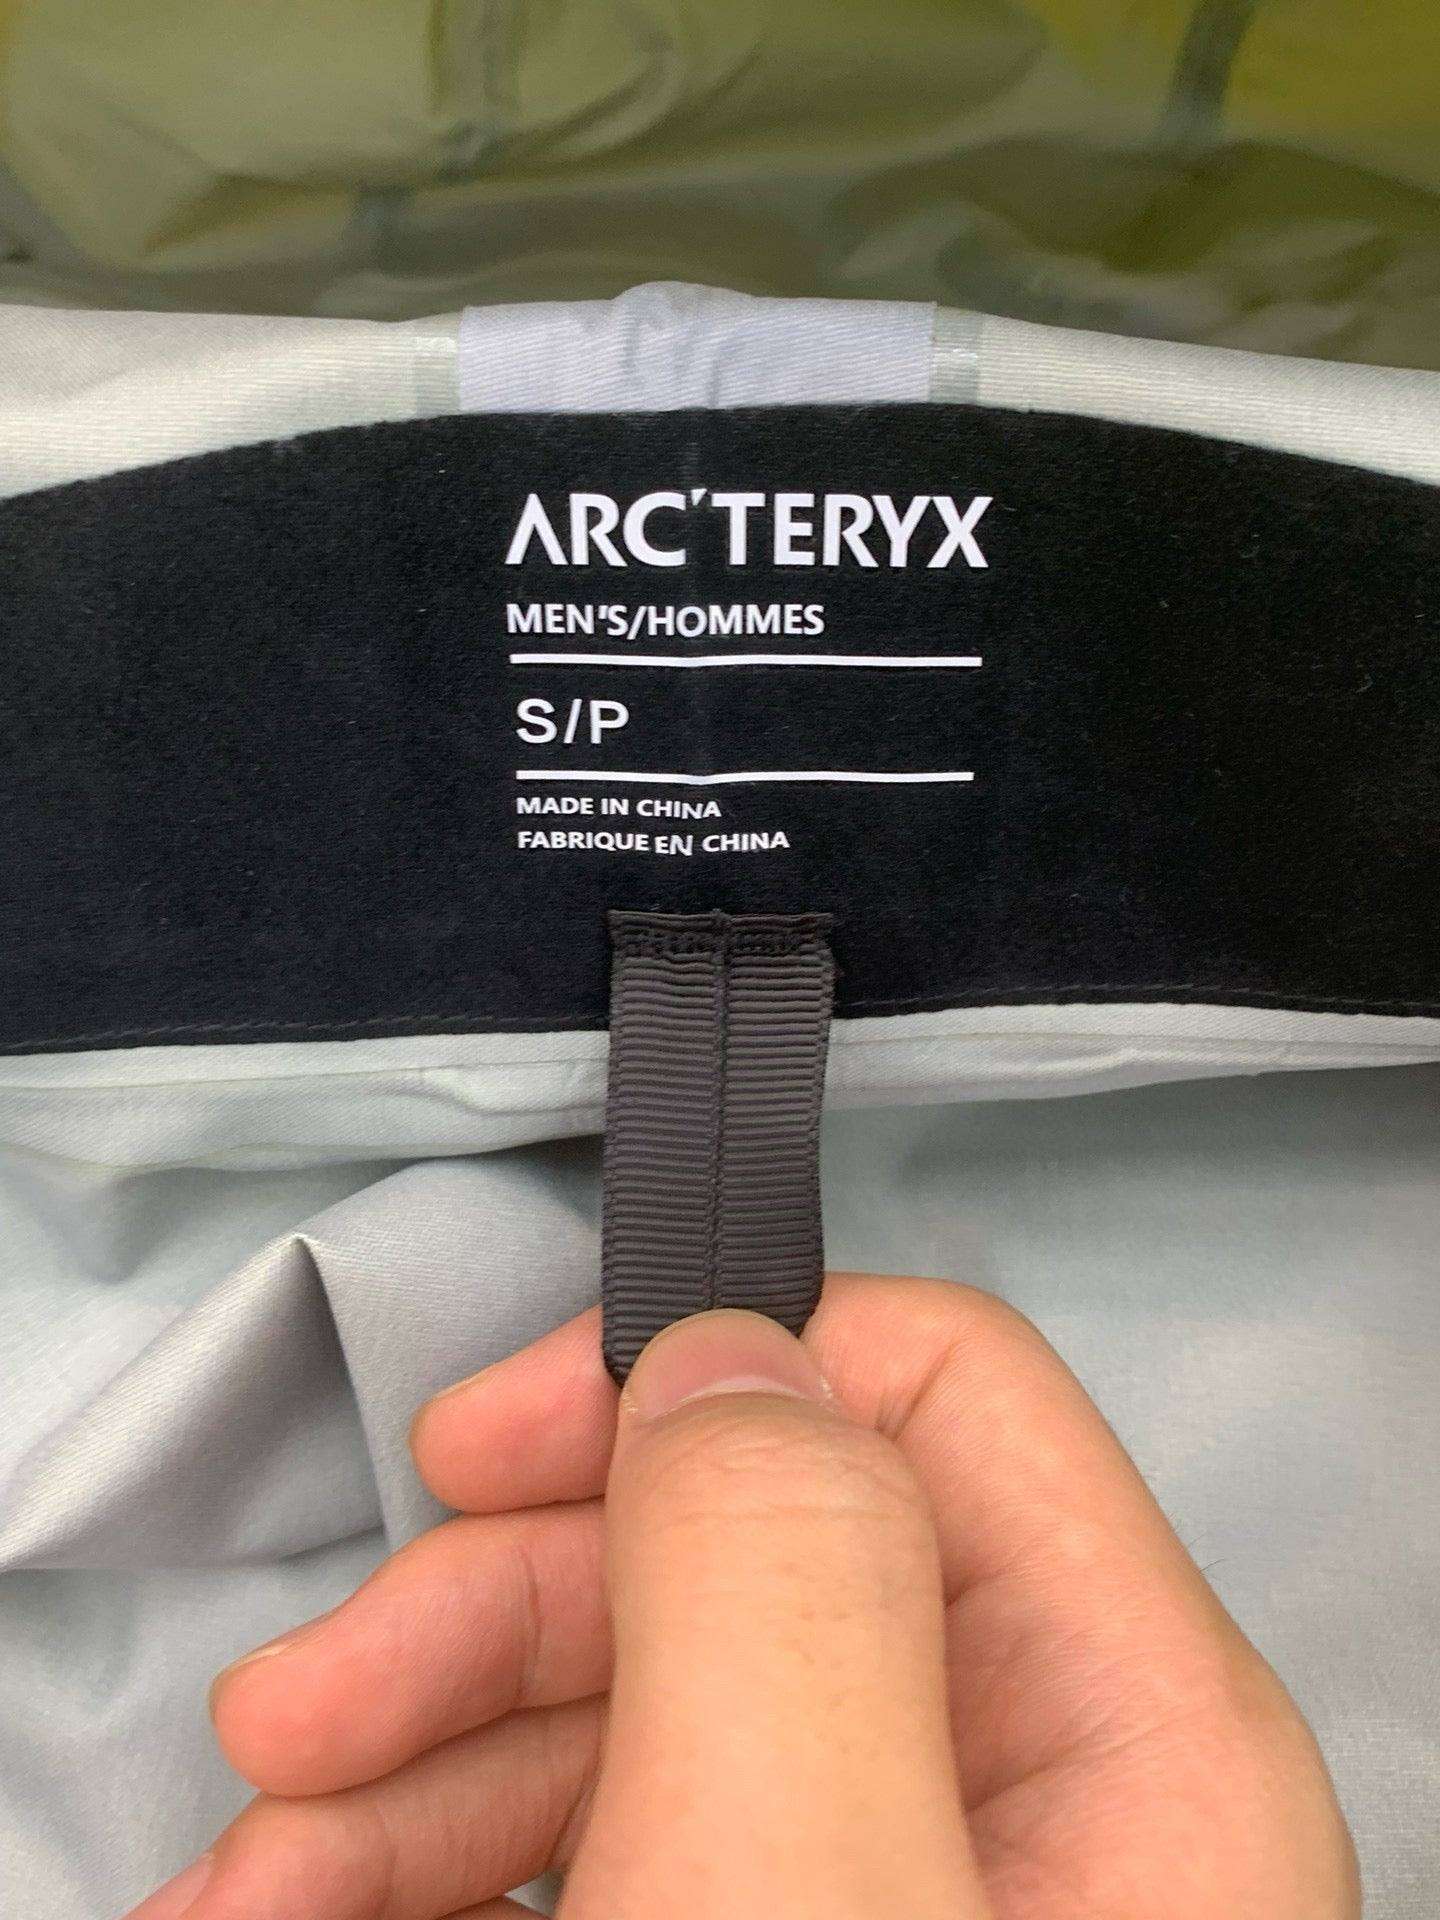 ARC'TERYX
MEN'S/HOMMES
S/P
MADE IN CHINA
FABRIQUE EN CHINA